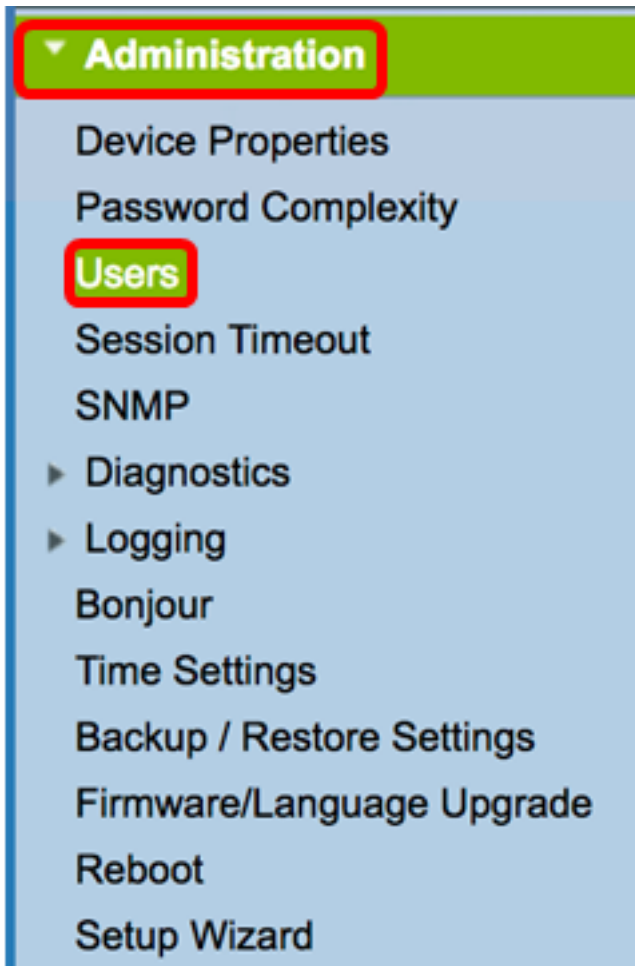 Administration
Device Properties
Password Complexity
Users
Session Timeout
SNMP
Diagnostics
Logging
Bonjour
Time Settings
Backup / Restore Settings
Firmware/Language Upgrade
Reboot
Setup Wizard